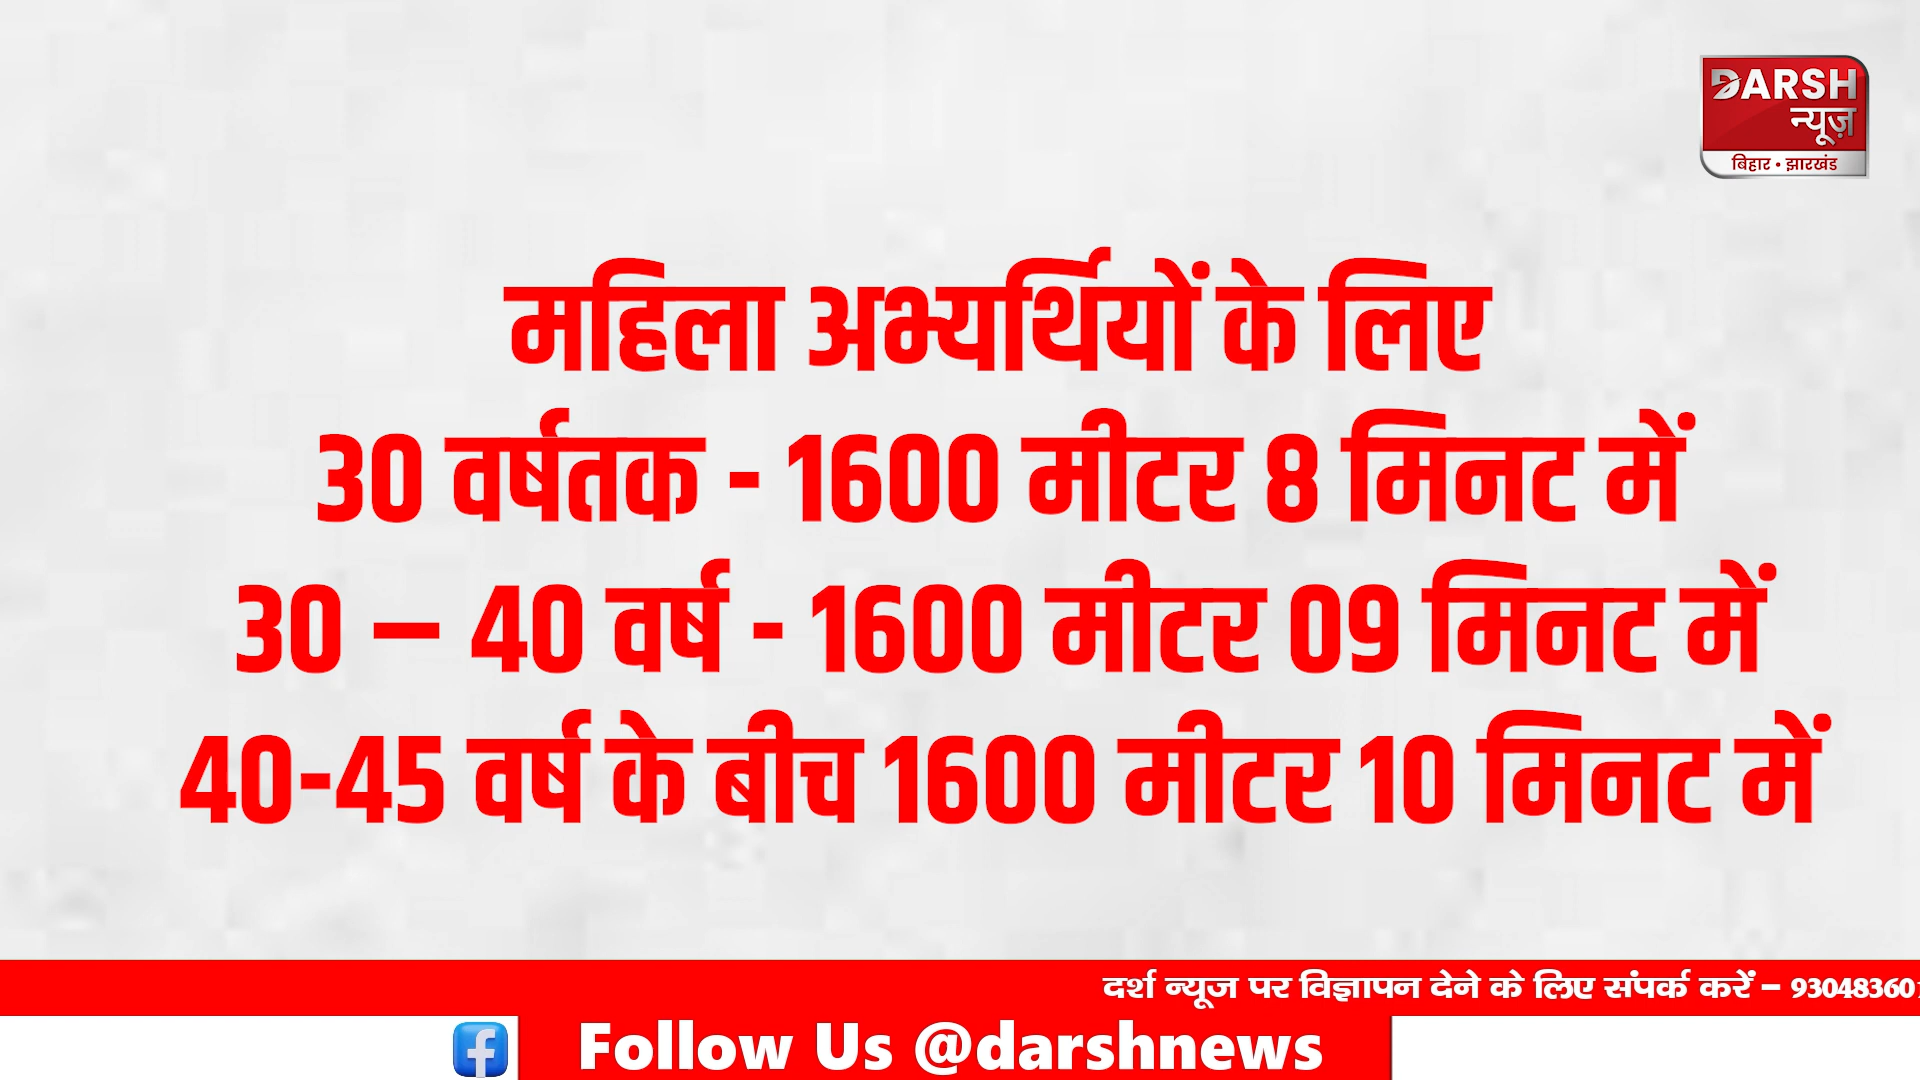 DARSH
न्यूज़
बिहार • झारखंड
महिला अभ्यर्थियों के लिए
30 वर्षतक - 1600 मीटर 8 मिनट में
30 – 40 वर्ष - 1600 मीटर 09 मिनट में
40-45 वर्ष के बीच 1600 मीटर 10 मिनट में
दर्श न्यूज पर विज्ञापन देने के लिए संपर्क करें – 93048360
Follow Us @darshnews